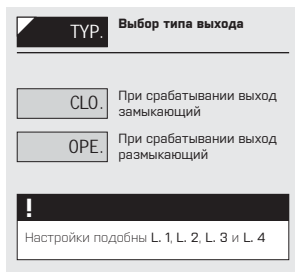 TYP.
Выбор типа выхода
CLO.
При срабатывании выход
замыкающий
OPE.
При срабатывании выход
размыкающий
!
Настройки подобны L. 1, L. 2, L. 3 и L. 4